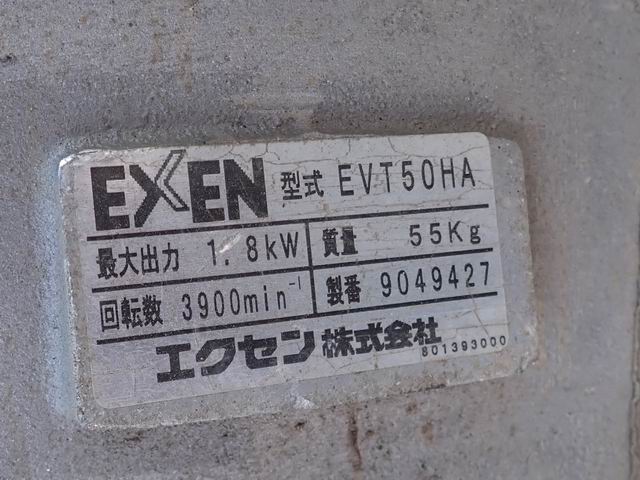 EXEN 型式 EVT50HA
最大出力 1.8kW 質量 55Kg
回転数 3900min⁻¹ 製番 9049427
エクセン株式会社
801393000